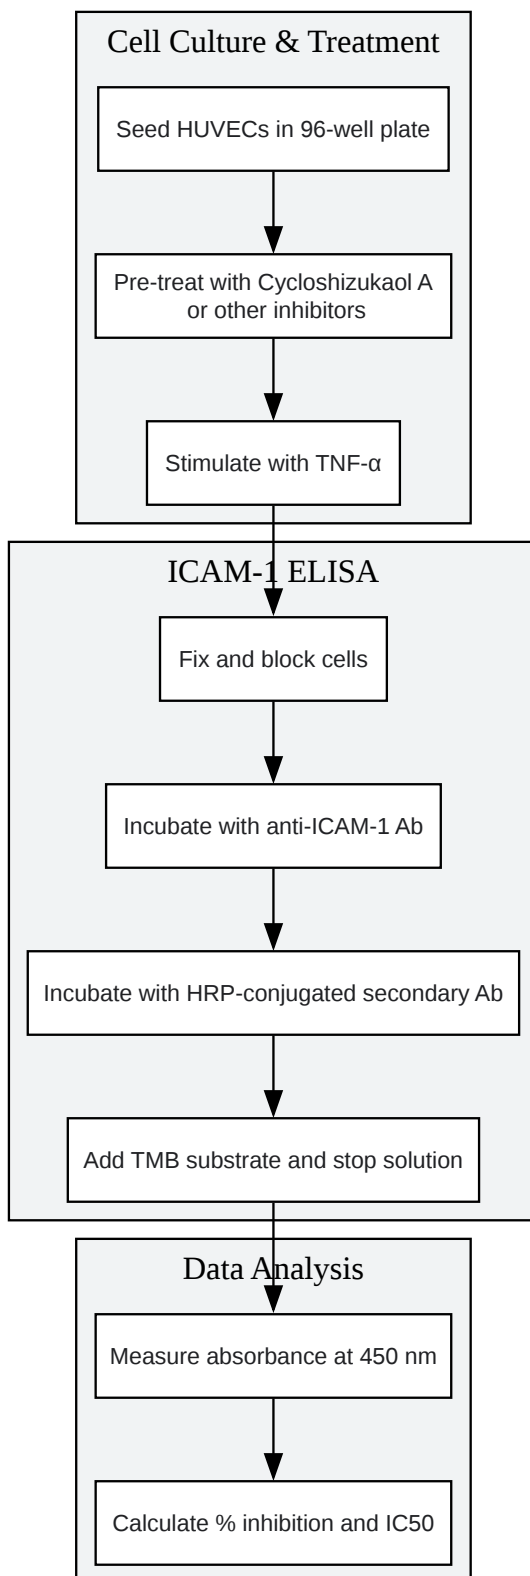 Cell Culture & Treatment
Seed HUVECs in 96-well plate
Pre-treat with Cycloshizukaol A
or other inhibitors
Stimulate with TNF-α
ICAM-1 ELISA
Fix and block cells
Incubate with anti-ICAM-1 Ab
Incubate with HRP-conjugated secondary Ab
Add TMB substrate and stop solution
Data Analysis
Measure absorbance at 450 nm
Calculate % inhibition and IC50